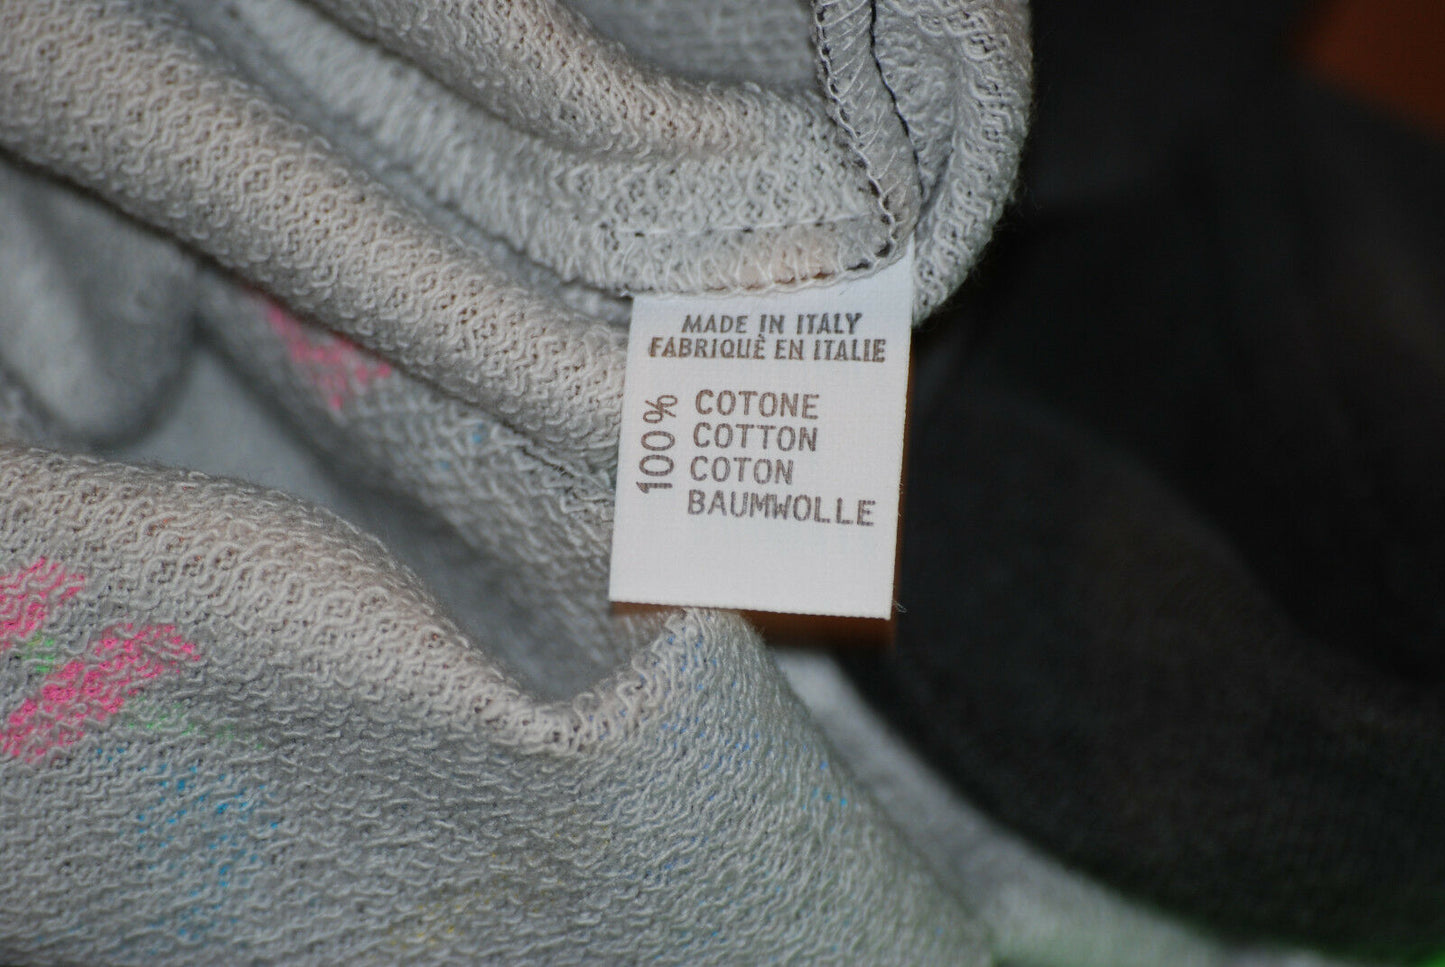 MADE IN ITALY
FABRIQUÈ EN ITALIE
100%
COTONE
COTTON
COTON
BAUMWOLLE